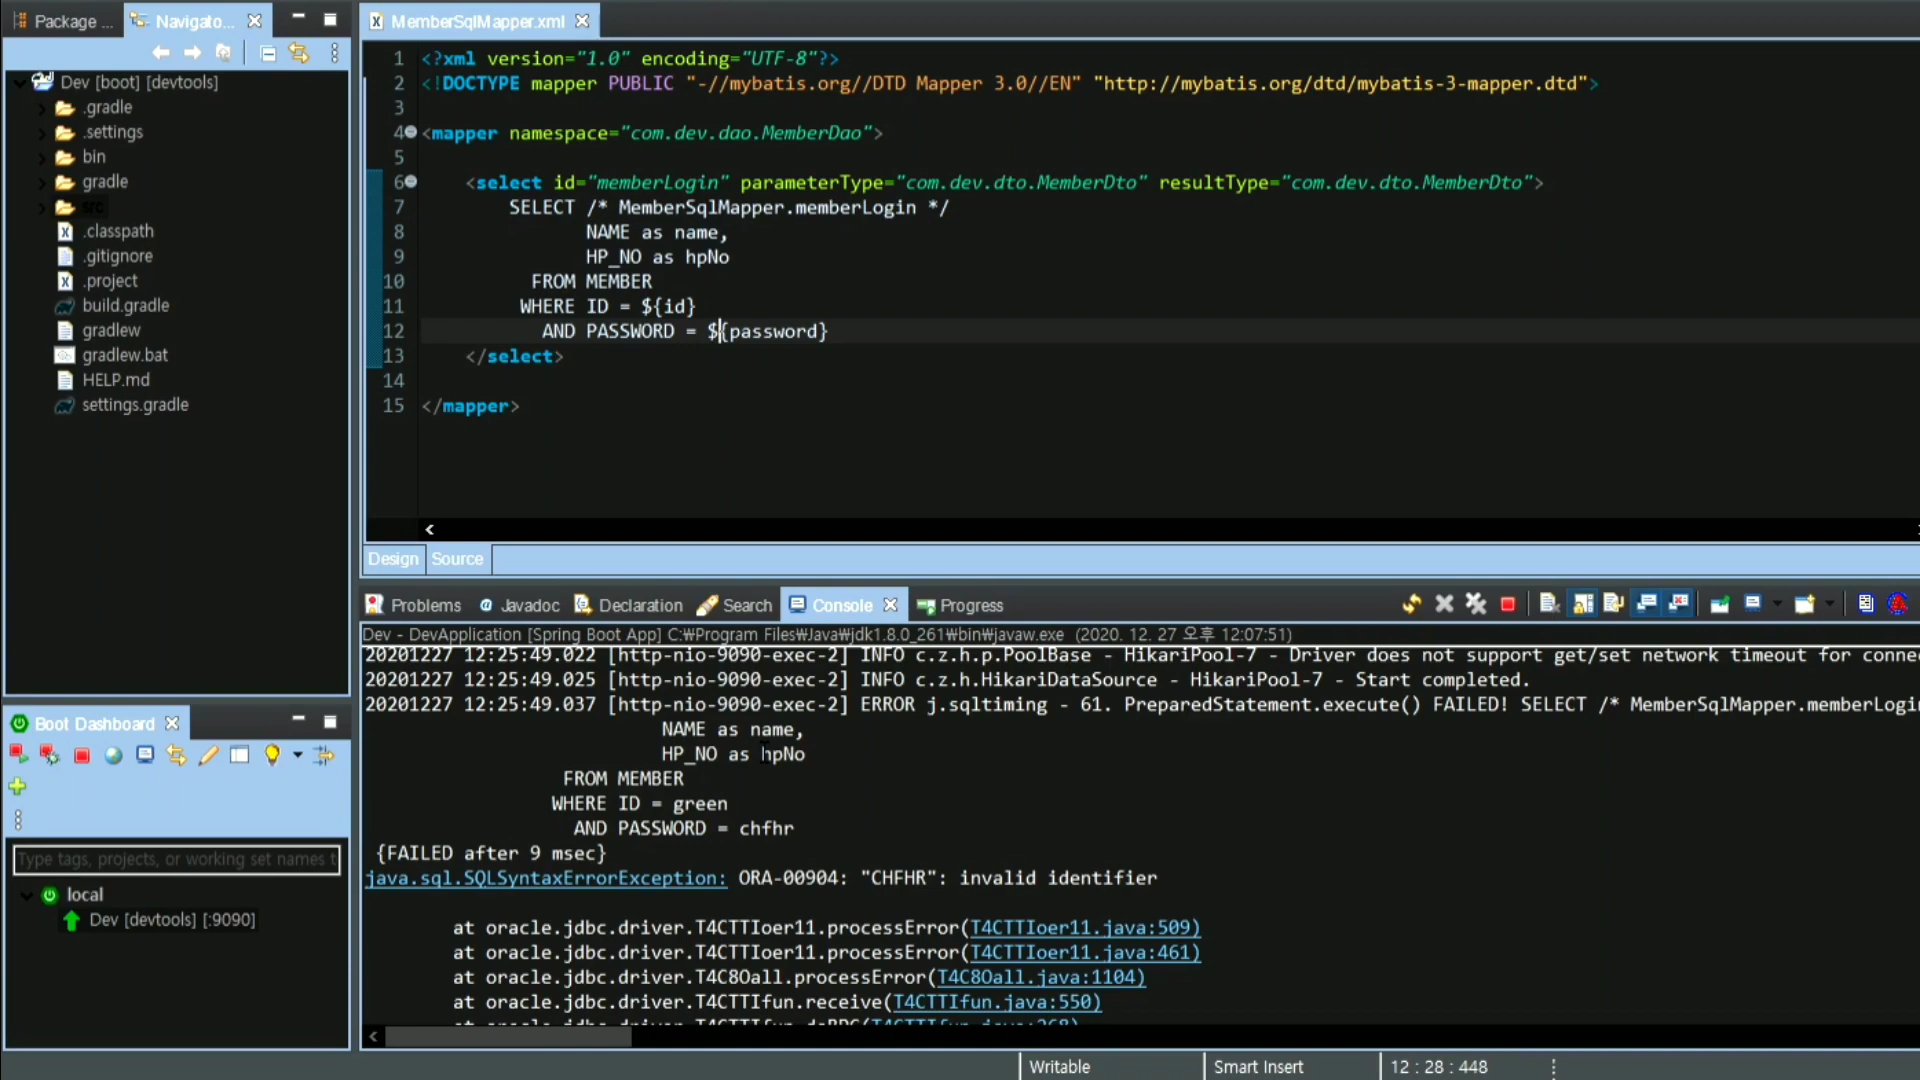 Package ...
Navigato...
MemberSqlMapper.xml
Dev [boot] [devtools]
.gradle
.settings
bin
gradle
src
.classpath
.gitignore
.project
build.gradle
gradlew
gradlew.bat
HELP.md
settings.gradle
1 <?xml version="1.0" encoding="UTF-8"?>
2 <!DOCTYPE mapper PUBLIC "-//mybatis.org//DTD Mapper 3.0//EN" "http://mybatis.org/dtd/mybatis-3-mapper.dtd">
3
4 <mapper namespace="com.dev.dao.MemberDao">
5
6 <select id="memberLogin" parameterType="com.dev.dto.MemberDto" resultType="com.dev.dto.MemberDto">
7 SELECT /* MemberSqlMapper.memberLogin */
8 NAME as name,
9 HP_NO as hpNo
10 FROM MEMBER
11 WHERE ID = ${id}
12 AND PASSWORD = ${password}
13 </select>
14
15 </mapper>
Design Source
Problems Javadoc Declaration Search Console Progress
Dev - DevApplication [Spring Boot App] C:₩Program Files₩Java₩jdk1.8.0_261₩bin₩javaw.exe (2020. 12. 27 오후 12:07:51)
20201227 12:25:49.022 [http-nio-9090-exec-2] INFO c.z.h.p.PoolBase - HikariPool-7 - Driver does not support get/set network timeout for conne
20201227 12:25:49.025 [http-nio-9090-exec-2] INFO c.z.h.HikariDataSource - HikariPool-7 - Start completed.
20201227 12:25:49.037 [http-nio-9090-exec-2] ERROR j.sqltiming - 61. PreparedStatement.execute() FAILED! SELECT /* MemberSqlMapper.memberLogi
NAME as name,
HP_NO as hpNo
FROM MEMBER
WHERE ID = green
AND PASSWORD = chfhr
{FAILED after 9 msec}
java.sql.SQLSyntaxErrorException: ORA-00904: "CHFHR": invalid identifier
at oracle.jdbc.driver.T4CTTIoer11.processError(T4CTTIoer11.java:509)
at oracle.jdbc.driver.T4CTTIoer11.processError(T4CTTIoer11.java:461)
at oracle.jdbc.driver.T4C8Oall.processError(T4C8Oall.java:1104)
at oracle.jdbc.driver.T4CTTIfun.receive(T4CTTIfun.java:550)
Boot Dashboard
Type tags, projects, or working set names t
local
Dev [devtools] [:9090]
Writable Smart Insert 12 : 28 : 448